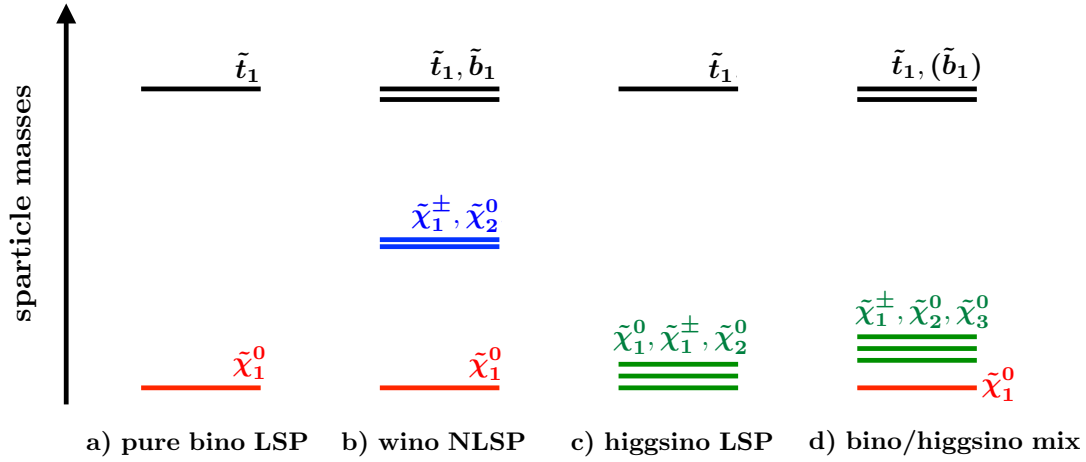 sparticle masses
t̃₁
t̃₁, b̃₁
t̃₁
t̃₁, (b̃₁)
χ̃₁±, χ̃₂⁰
χ̃₁⁰, χ̃₁±, χ̃₂⁰
χ̃₁±, χ̃₂⁰, χ̃₃⁰
χ̃₁⁰
χ̃₁⁰
χ̃₁⁰
a) pure bino LSP
b) wino NLSP
c) higgsino LSP
d) bino/higgsino mix